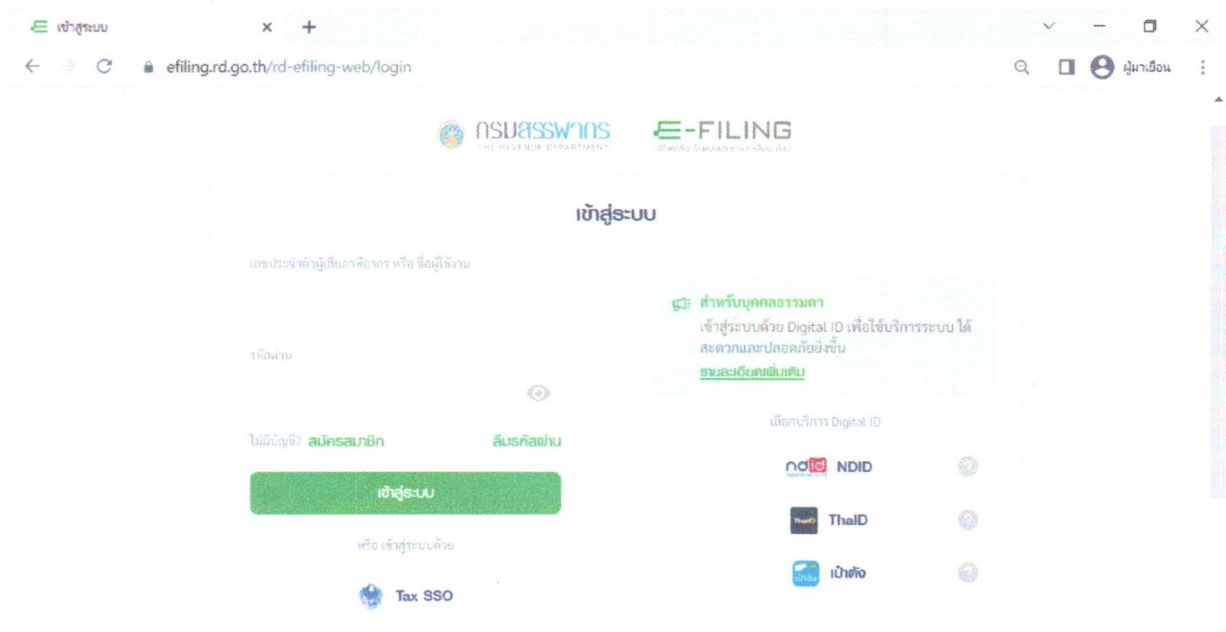 เข้าสู่ระบบ
efiling.rd.go.th/rd-efiling-web/login
ผู้มาเยือน
กรมสรรพากร
THE REVENUE DEPARTMENT
E-FILING
เข้าสู่ระบบ
เลขประจำตัวผู้เสียภาษีอากร หรือ ชื่อผู้ใช้งาน
รหัสผ่าน
ไม่มีบัญชี? สมัครสมาชิก
ลืมรหัสผ่าน
เข้าสู่ระบบ
หรือ เข้าสู่ระบบด้วย
Tax SSO
สำหรับบุคคลธรรมดา
เข้าสู่ระบบด้วย Digital ID เพื่อใช้บริการระบบ ได้
สะดวกและปลอดภัยยิ่งขึ้น
รายละเอียดเพิ่มเติม
เลือกบริการ Digital ID
ndid NDID
ThaID ThaID
เป๋าตัง เป๋าตัง